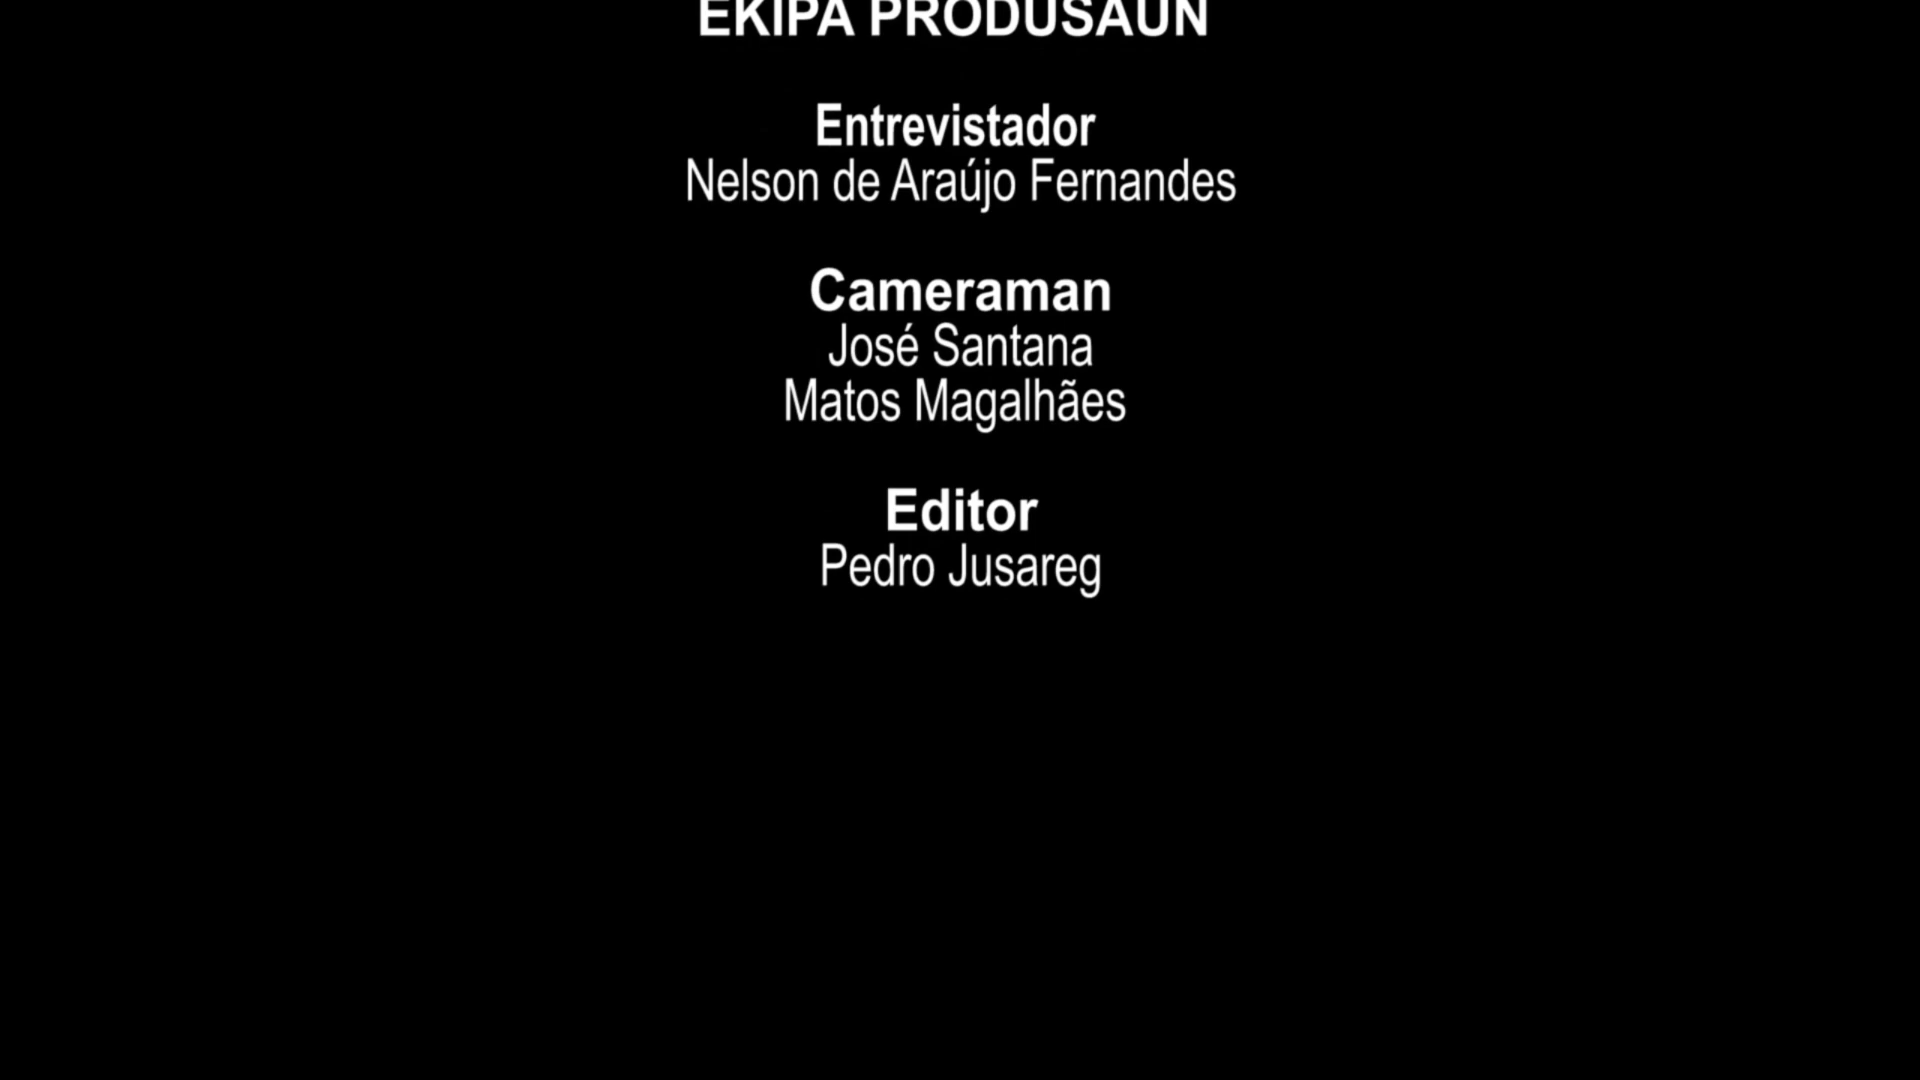 EKIPA PRODUSAUN
Entrevistador
Nelson de Araújo Fernandes
Cameraman
José Santana
Matos Magalhães
Editor
Pedro Jusareg